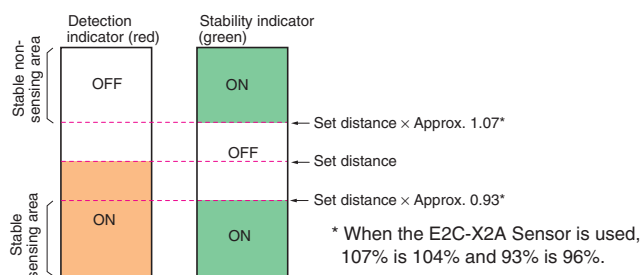 Detection
indicator (red)
Stability indicator
(green)
Stable non-
sensing area
OFF
ON
Set distance × Approx. 1.07*
OFF
Set distance
Set distance × Approx. 0.93*
Stable
sensing area
ON
ON
* When the E2C-X2A Sensor is used,
107% is 104% and 93% is 96%.